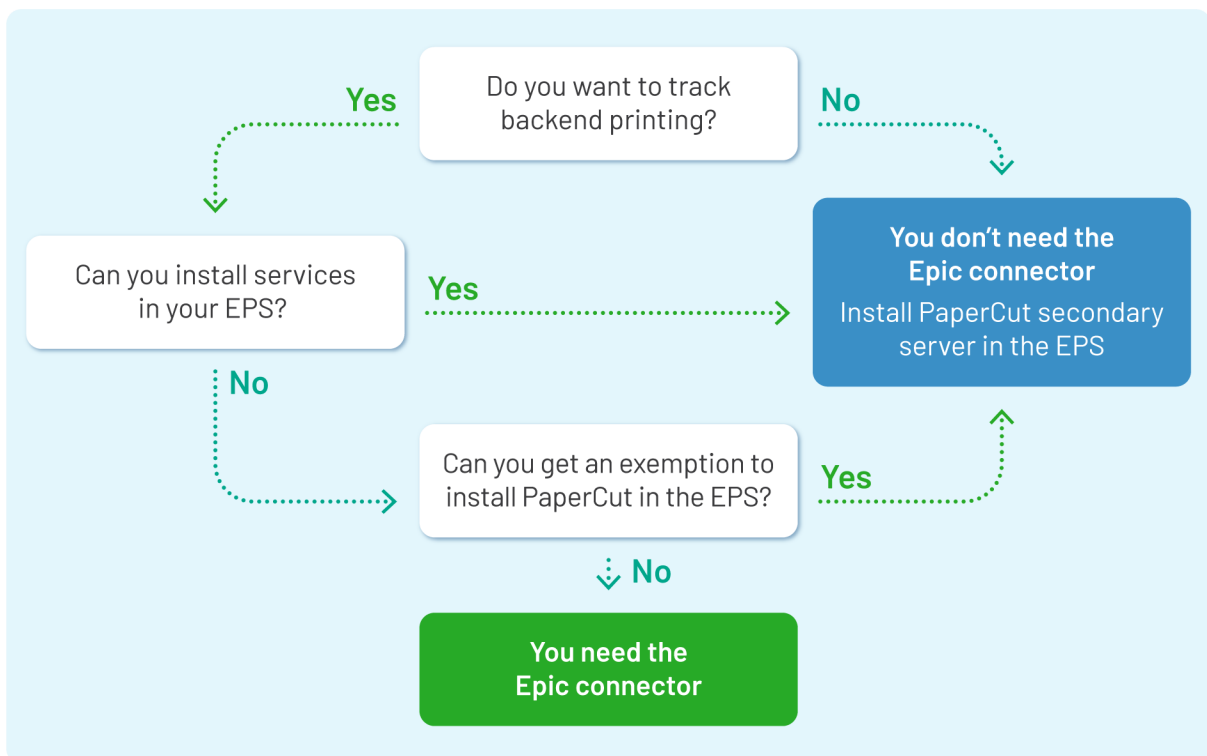 Do you want to track
backend printing?
Yes
No
Can you install services
in your EPS?
Yes
You don’t need the
Epic connector
Install PaperCut secondary
server in the EPS
No
Can you get an exemption to
install PaperCut in the EPS?
Yes
No
You need the
Epic connector